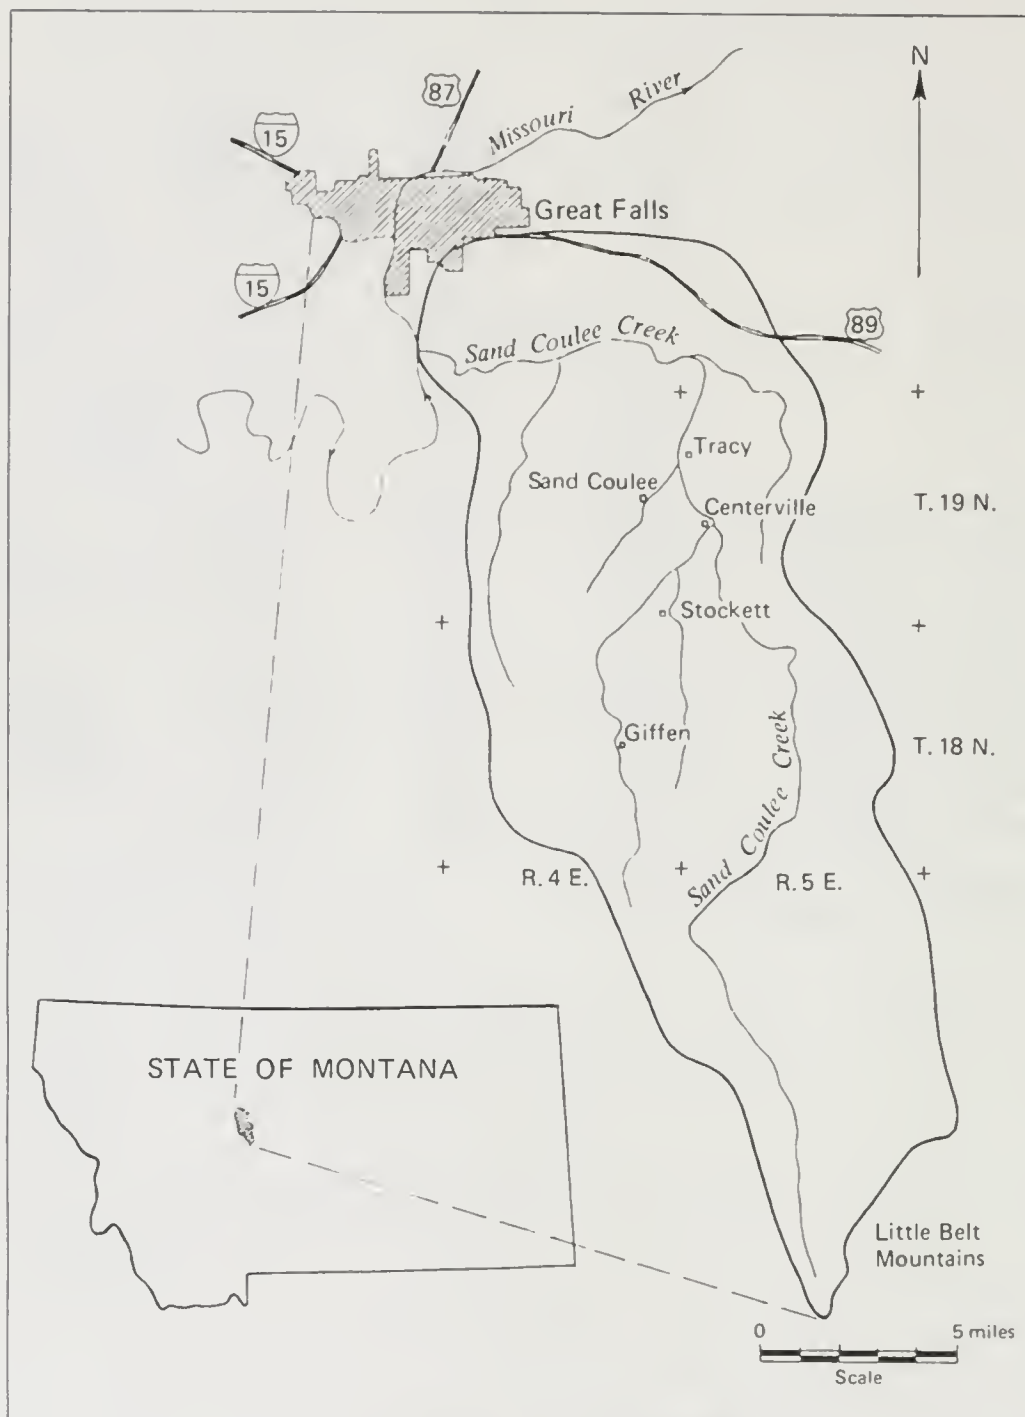 N
87
Missouri River
15
Great Falls
15
89
Sand Coulee Creek
Tracy
Sand Coulee
Centerville
T. 19 N.
Stockett
Giffen
T. 18 N.
Sand Coulee Creek
R. 4 E.
R. 5 E.
STATE OF MONTANA
Little Belt
Mountains
0 5 miles
Scale